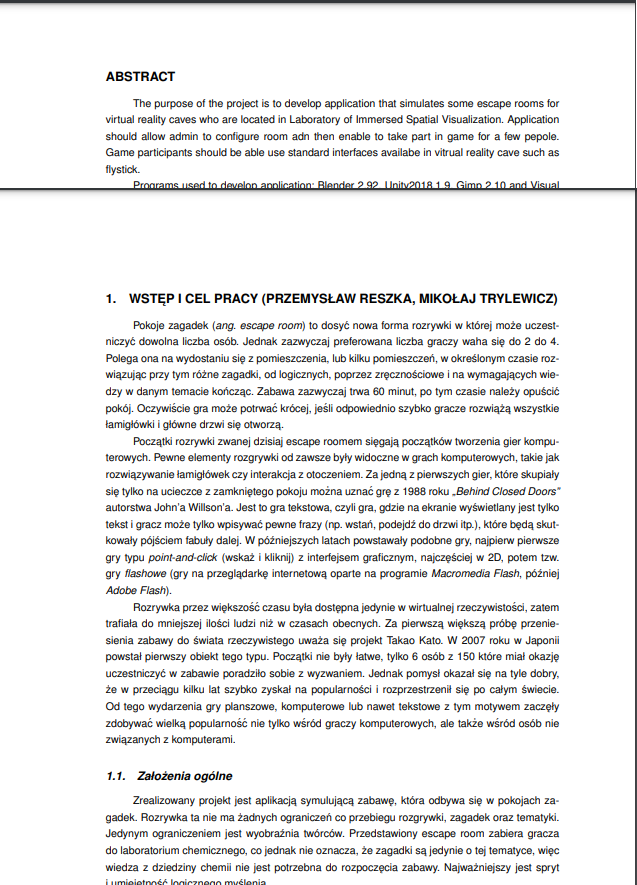 ABSTRACT
The purpose of the project is to develop application that simulates some escape rooms for
virtual reality caves who are located in Laboratory of Immersed Spatial Visualization. Application
should allow admin to configure room adn then enable to take part in game for a few pepole.
Game participants should be able use standard interfaces availabe in vitrual reality cave such as
flystick.
Programs used to develop application: Blender 2.92, Unity2018.1.9, Gimp 2.10 and Visual
1. WSTĘP I CEL PRACY (PRZEMYSŁAW RESZKA, MIKOŁAJ TRYLEWICZ)
Pokoje zagadek (ang. escape room) to dosyć nowa forma rozrywki w której może uczest-
niczyć dowolna liczba osób. Jednak zazwyczaj preferowana liczba graczy waha się do 2 do 4.
Polega ona na wydostaniu się z pomieszczenia, lub kilku pomieszczeń, w określonym czasie roz-
wiązując przy tym różne zagadki, od logicznych, poprzez zręcznościowe i na wymagających wie-
dzy w danym temacie kończąc. Zabawa zazwyczaj trwa 60 minut, po tym czasie należy opuścić
pokój. Oczywiście gra może potrwać krócej, jeśli odpowiednio szybko gracze rozwiążą wszystkie
łamigłówki i główne drzwi się otworzą.
Początki rozrywki zwanej dzisiaj escape roomem sięgają początków tworzenia gier kompu-
terowych. Pewne elementy rozgrywki od zawsze były widoczne w grach komputerowych, takie jak
rozwiązywanie łamigłówek czy interakcja z otoczeniem. Za jedną z pierwszych gier, które skupiały
się tylko na ucieczce z zamkniętego pokoju można uznać grę z 1988 roku „Behind Closed Doors"
autorstwa John'a Willson'a. Jest to gra tekstowa, czyli gra, gdzie na ekranie wyświetlany jest tylko
tekst i gracz może tylko wpisywać pewne frazy (np. wstań, podejdź do drzwi itp.), które będą skut-
kowały pójściem fabuły dalej. W późniejszych latach powstawały podobne gry, najpierw pierwsze
gry typu point-and-click (wskaż i kliknij) z interfejsem graficznym, najczęściej w 2D, potem tzw.
gry flashowe (gry na przeglądarkę internetową oparte na programie Macromedia Flash, później
Adobe Flash).
Rozrywka przez większość czasu była dostępna jedynie w wirtualnej rzeczywistości, zatem
trafiała do mniejszej ilości ludzi niż w czasach obecnych. Za pierwszą większą próbę przenie-
sienia zabawy do świata rzeczywistego uważa się projekt Takao Kato. W 2007 roku w Japonii
powstał pierwszy obiekt tego typu. Początki nie były łatwe, tylko 6 osób z 150 które miał okazję
uczestniczyć w zabawie poradziło sobie z wyzwaniem. Jednak pomysł okazał się na tyle dobry,
że w przeciągu kilku lat szybko zyskał na popularności i rozprzestrzenił się po całym świecie.
Od tego wydarzenia gry planszowe, komputerowe lub nawet tekstowe z tym motywem zaczęły
zdobywać wielką popularność nie tylko wśród graczy komputerowych, ale także wśród osób nie
związanych z komputerami.
1.1. Założenia ogólne
Zrealizowany projekt jest aplikacją symulującą zabawę, która odbywa się w pokojach za-
gadek. Rozrywka ta nie ma żadnych ograniczeń co przebiegu rozgrywki, zagadek oraz tematyki.
Jedynym ograniczeniem jest wyobraźnia twórców. Przedstawiony escape room zabiera gracza
do laboratorium chemicznego, co jednak nie oznacza, że zagadki są jedynie o tej tematyce, więc
wiedza z dziedziny chemii nie jest potrzebna do rozpoczęcia zabawy. Najważniejszy jest spryt
i umiejętność logicznego myślenia.